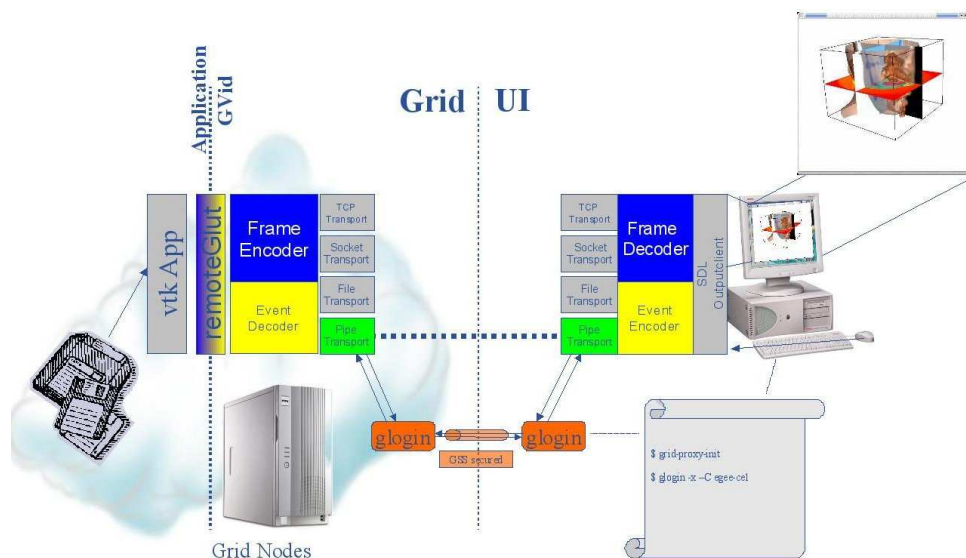 Application
GVid
Grid
UI
vtk App
remoteGlut
Frame
Encoder
Event
Decoder
TCP
Transport
Socket
Transport
File
Transport
Pipe
Transport
TCP
Transport
Socket
Transport
File
Transport
Pipe
Transport
Frame
Decoder
Event
Encoder
SDL
Outputclient
glogin
glogin
GSS secured
$ grid-proxy-init
$ glogin -x –C egee-cel
Grid Nodes